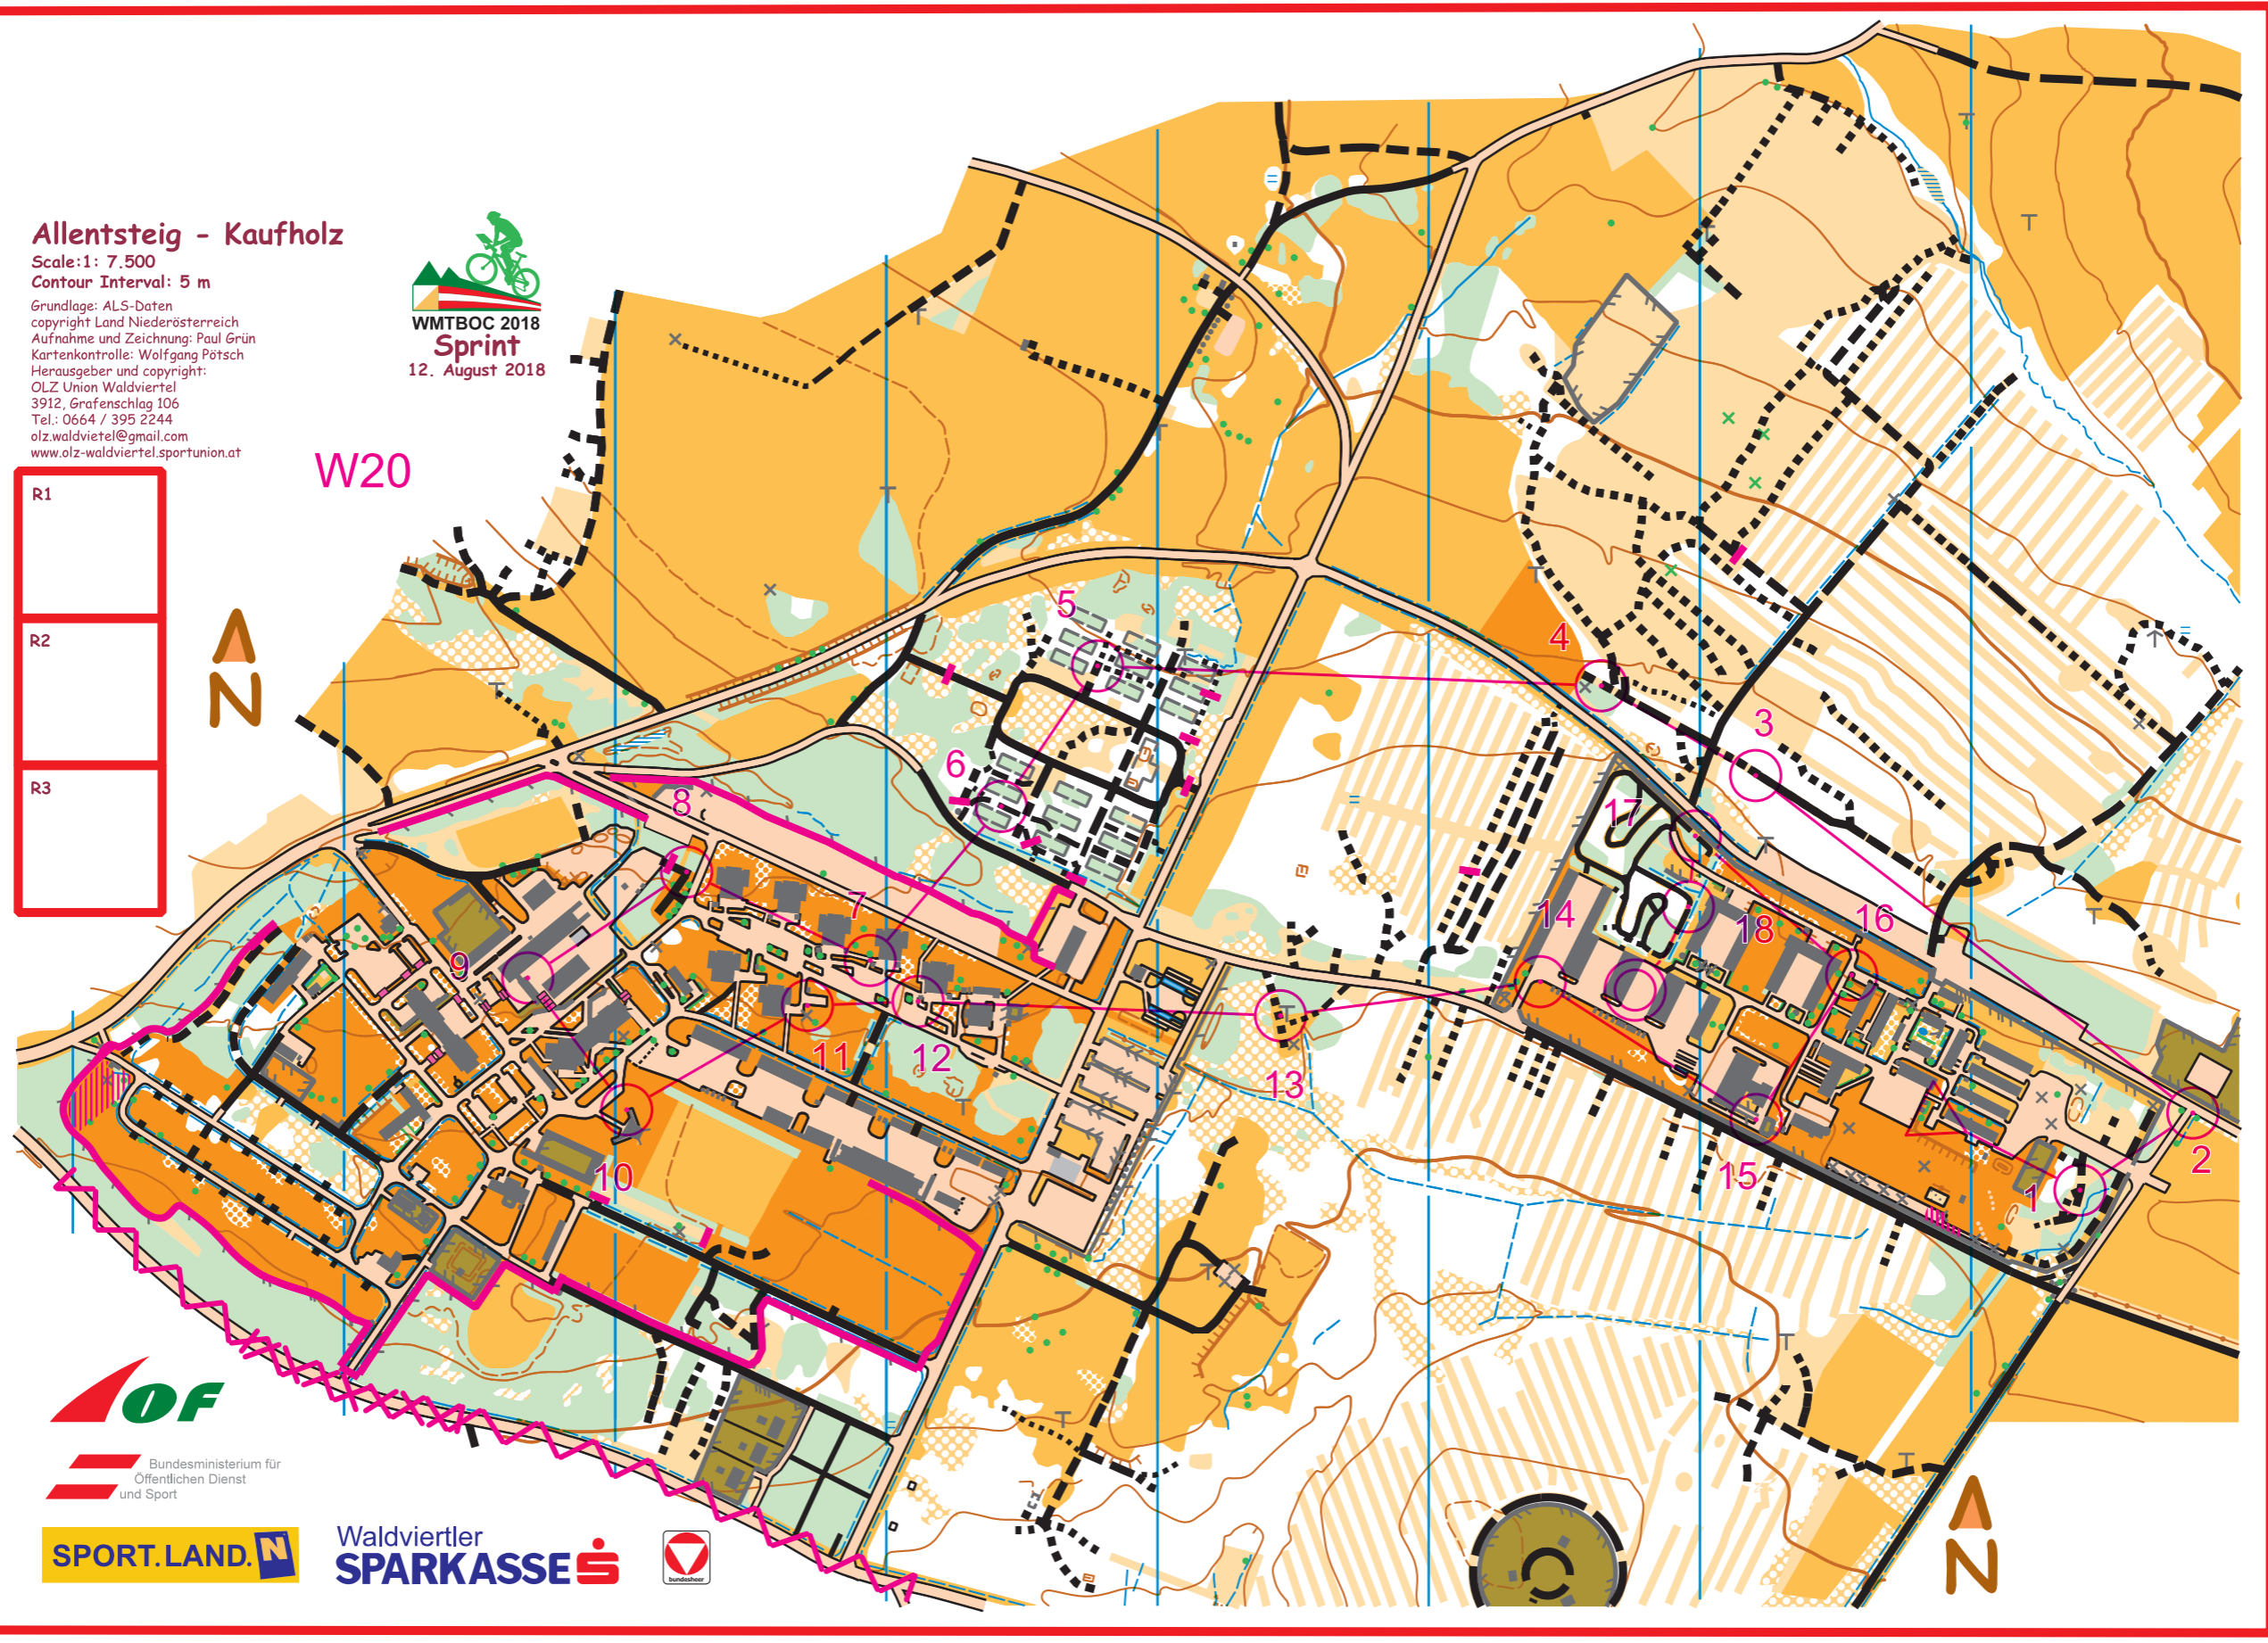 Allentsteig - Kaufholz
Scale:1: 7.500
Contour Interval: 5 m
Grundlage: ALS-Daten
copyright Land Niederösterreich
Aufnahme und Zeichnung: Paul Grün
Kartenkontrolle: Wolfgang Pötsch
Herausgeber und copyright:
OLZ Union Waldviertel
3912, Grafenschlag 106
Tel.: 0664 / 395 2244
olz.waldvietel@gmail.com
www.olz-waldviertel.sportunion.at
WMTBOC 2018
Sprint
12. August 2018
W20
R1
R2
R3
N
5
4
3
6
8
17
7
14
18
16
9
11
12
13
10
15
1
2
IOF
Bundesministerium für
Öffentlichen Dienst
und Sport
SPORT.LAND.N
Waldviertler
SPARKASSE
bundesheer
N